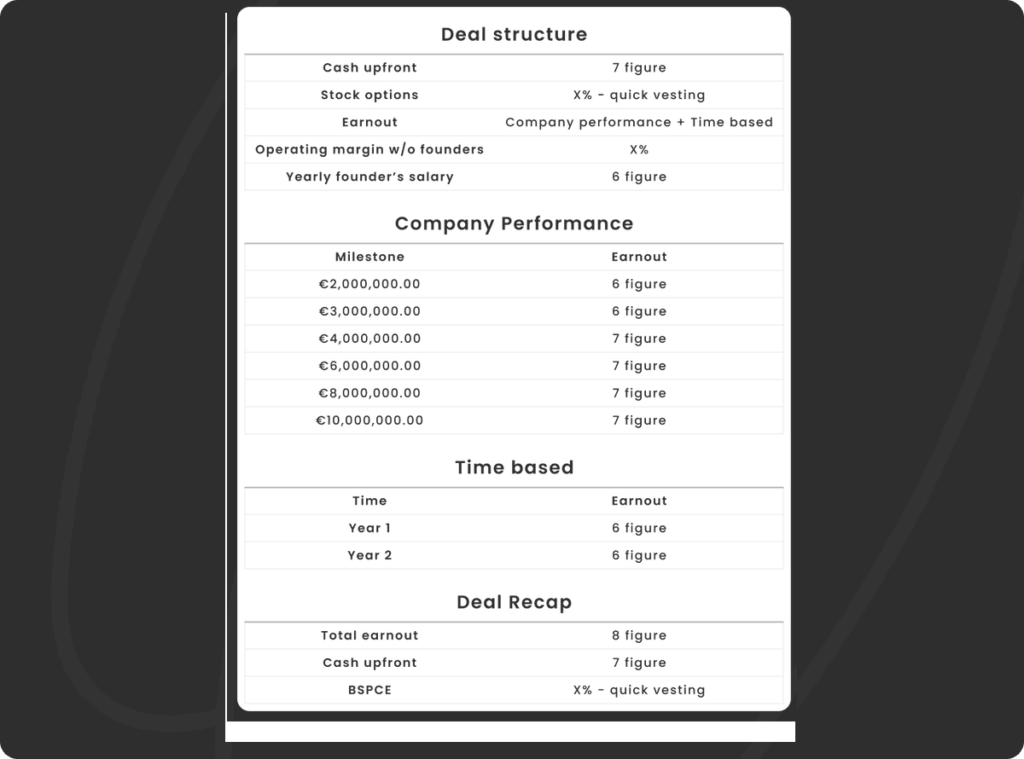 Deal structure
Cash upfront 7 figure
Stock options X% - quick vesting
Earnout Company performance + Time based
Operating margin w/o founders X%
Yearly founder’s salary 6 figure
Company Performance
Milestone Earnout
€2,000,000.00 6 figure
€3,000,000.00 6 figure
€4,000,000.00 7 figure
€6,000,000.00 7 figure
€8,000,000.00 7 figure
€10,000,000.00 7 figure
Time based
Time Earnout
Year 1 6 figure
Year 2 6 figure
Deal Recap
Total earnout 8 figure
Cash upfront 7 figure
BSPCE X% - quick vesting